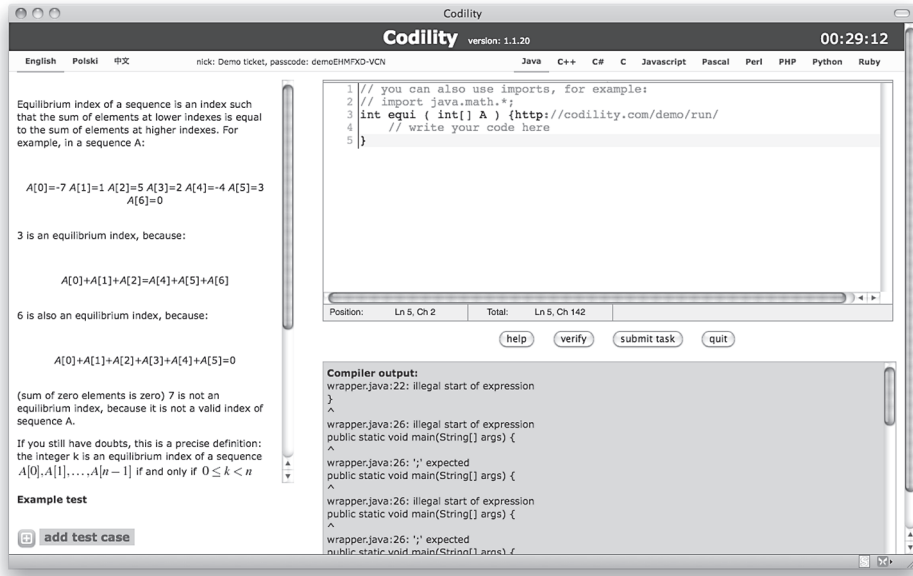 Codility
Codility version: 1.1.20
00:29:12
English Polski 中文
nick: Demo ticket, passcode: demoEHMFXD-VCN
Java C++ C# C Javascript Pascal Perl PHP Python Ruby
Equilibrium index of a sequence is an index such
that the sum of elements at lower indexes is equal
to the sum of elements at higher indexes. For
example, in a sequence A:
A[0]=-7 A[1]=1 A[2]=5 A[3]=2 A[4]=-4 A[5]=3
A[6]=0
3 is an equilibrium index, because:
A[0]+A[1]+A[2]=A[4]+A[5]+A[6]
6 is also an equilibrium index, because:
A[0]+A[1]+A[2]+A[3]+A[4]+A[5]=0
(sum of zero elements is zero) 7 is not an
equilibrium index, because it is not a valid index of
sequence A.
If you still have doubts, this is a precise definition:
the integer k is an equilibrium index of a sequence
A[0],A[1],...,A[n−1] if and only if 0≤k<n
Example test
add test case
1 // you can also use imports, for example:
2 // import java.math.*;
3 int equi ( int[] A ) {http://codility.com/demo/run/
4 // write your code here
5 }
Position: Ln 5, Ch 2 Total: Ln 5, Ch 142
help verify submit task quit
Compiler output:
wrapper.java:22: illegal start of expression
}
^
wrapper.java:26: illegal start of expression
public static void main(String[] args) {
^
wrapper.java:26: ';' expected
public static void main(String[] args) {
^
wrapper.java:26: illegal start of expression
public static void main(String[] args) {
^
wrapper.java:26: ';' expected
public static void main(String[] args) {